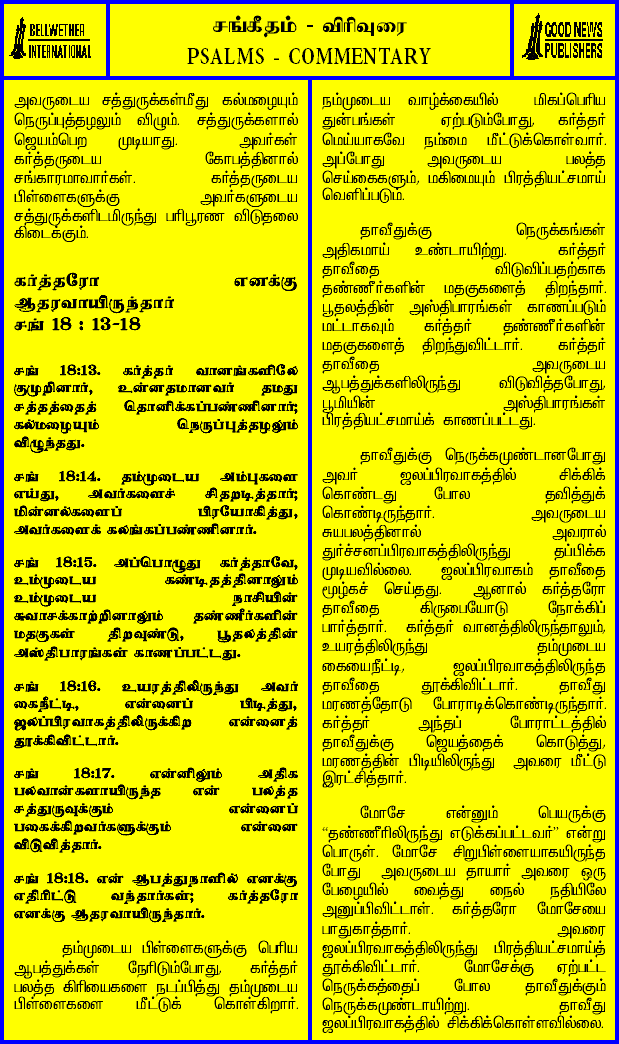 BELLWETHER
INTERNATIONAL
சங்கீதம் - விரிவுரை
PSALMS - COMMENTARY
GOOD NEWS
PUBLISHERS
அவருடைய சத்துருக்கள்மீது கல்மழையும்
நெருப்புத்தழலும் விழும். சத்துருக்களால்
ஜெயம்பெற முடியாது. அவர்கள்
கர்த்தருடைய கோபத்தினால்
சங்காரமாவார்கள். கர்த்தருடைய
பிள்ளைகளுக்கு அவர்களுடைய
சத்துருக்களிடமிருந்து பரிபூரண விடுதலை
கிடைக்கும்.
கர்த்தரோ எனக்கு
ஆதரவாயிருந்தார்
சங் 18 : 13-18
சங் 18:13. கர்த்தர் வானங்களிலே
குமுறினார், உன்னதமானவர் தமது
சத்தத்தைத் தொனிக்கப்பண்ணினார்;
கல்மழையும் நெருப்புத்தழலும்
விழுந்தது.
சங் 18:14. தம்முடைய அம்புகளை
எய்து, அவர்களைச் சிதறடித்தார்;
மின்னல்களைப் பிரயோகித்து,
அவர்களைக் கலங்கப்பண்ணினார்.
சங் 18:15. அப்பொழுது கர்த்தாவே,
உம்முடைய கண்டிதத்தினாலும்
உம்முடைய நாசியின்
சுவாசக்காற்றினாலும் தண்ணீர்களின்
மதகுகள் திறவுண்டு, பூதலத்தின்
அஸ்திபாரங்கள் காணப்பட்டது.
சங் 18:16. உயரத்திலிருந்து அவர்
கைநீட்டி, என்னைப் பிடித்து,
ஜலப்பிரவாகத்திலிருக்கிற என்னைத்
தூக்கிவிட்டார்.
சங் 18:17. என்னிலும் அதிக
பலவான்களாயிருந்த என் பலத்த
சத்துருவுக்கும் என்னைப்
பகைக்கிறவர்களுக்கும் என்னை
விடுவித்தார்.
சங் 18:18. என் ஆபத்துநாளில் எனக்கு
எதிரிட்டு வந்தார்கள்; கர்த்தரோ
எனக்கு ஆதரவாயிருந்தார்.
தம்முடைய பிள்ளைகளுக்கு பெரிய
ஆபத்துக்கள் நேரிடும்போது, கர்த்தர்
பலத்த கிரியைகளை நடப்பித்து தம்முடைய
பிள்ளைகளை மீட்டுக் கொள்கிறார்.
நம்முடைய வாழ்க்கையில் மிகப்பெரிய
துன்பங்கள் ஏற்படும்போது, கர்த்தர்
மெய்யாகவே நம்மை மீட்டுக்கொள்வார்.
அப்போது அவருடைய பலத்த
செய்கைகளும், மகிமையும் பிரத்தியட்சமாய்
வெளிப்படும்.
தாவீதுக்கு நெருக்கங்கள்
அதிகமாய் உண்டாயிற்று. கர்த்தர்
தாவீதை விடுவிப்பதற்காக
தண்ணீர்களின் மதகுகளைத் திறந்தார்.
பூதலத்தின் அஸ்திபாரங்கள் காணப்படும்
மட்டாகவும் கர்த்தர் தண்ணீர்களின்
மதகுகளைத் திறந்துவிட்டார். கர்த்தர்
தாவீதை அவருடைய
ஆபத்துக்களிலிருந்து விடுவித்தபோது,
பூமியின் அஸ்திபாரங்கள்
பிரத்தியட்சமாய்க் காணப்பட்டது.
தாவீதுக்கு நெருக்கமுண்டானபோது
அவர் ஜலப்பிரவாகத்தில் சிக்கிக்
கொண்டது போல தவித்துக்
கொண்டிருந்தார். அவருடைய
சுயபலத்தினால் அவரால்
துர்ச்சனப்பிரவாகத்திலிருந்து தப்பிக்க
முடியவில்லை. ஜலப்பிரவாகம் தாவீதை
மூழ்கச் செய்தது. ஆனால் கர்த்தரோ
தாவீதை கிருபையோடு நோக்கிப்
பார்த்தார். கர்த்தர் வானத்திலிருந்தாலும்,
உயரத்திலிருந்து தம்முடைய
கையைநீட்டி, ஜலப்பிரவாகத்திலிருந்த
தாவீதை தூக்கிவிட்டார். தாவீது
மரணத்தோடு போராடிக்கொண்டிருந்தார்.
கர்த்தர் அந்தப் போராட்டத்தில்
தாவீதுக்கு ஜெயத்தைக் கொடுத்து,
மரணத்தின் பிடியிலிருந்து அவரை மீட்டு
இரட்சித்தார்.
மோசே என்னும் பெயருக்கு
“தண்ணீரிலிருந்து எடுக்கப்பட்டவர்” என்று
பொருள். மோசே சிறுபிள்ளையாகயிருந்த
போது அவருடைய தாயார் அவரை ஒரு
பேழையில் வைத்து நைல் நதியிலே
அனுப்பிவிட்டாள். கர்த்தரோ மோசேயை
பாதுகாத்தார். அவரை
ஜலப்பிரவாகத்திலிருந்து பிரத்தியட்சமாய்த்
தூக்கிவிட்டார். மோசேக்கு ஏற்பட்ட
நெருக்கத்தைப் போல தாவீதுக்கும்
நெருக்கமுண்டாயிற்று. தாவீது
ஜலப்பிரவாகத்தில் சிக்கிக்கொள்ளவில்லை.